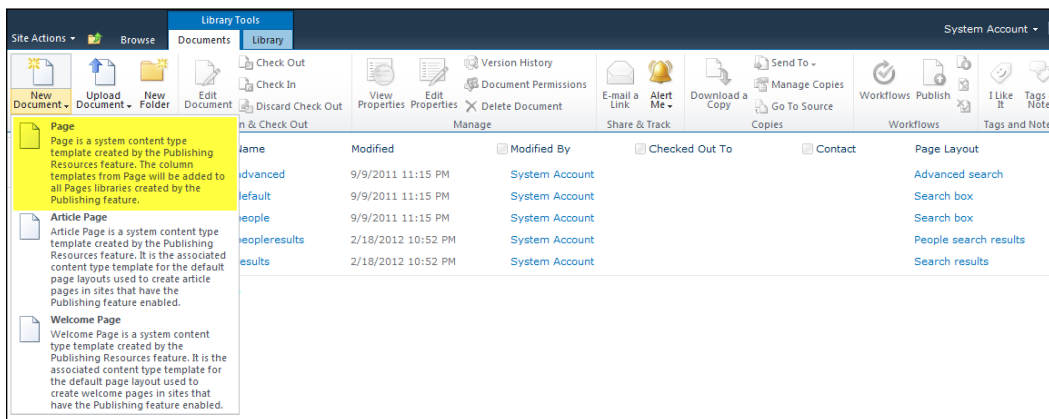 Library Tools
System Account
Site Actions Browse Documents Library
New Document
Upload Document
New Folder
Edit Document
Check Out
Check In
Discard Check Out
View Properties
Edit Properties
Version History
Document Permissions
Delete Document
E-mail a Link
Alert Me
Download a Copy
Send To
Manage Copies
Go To Source
Workflows
Publish
I Like It
Tags
Note
n & Check Out Manage Share & Track Copies Workflows Tags and Note
Page
Page is a system content type
template created by the Publishing
Resources feature. The column
templates from Page will be added to
all Pages libraries created by the
Publishing feature.
Article Page
Article Page is a system content type
template created by the Publishing
Resources feature. It is the associated
content type template for the default
page layouts used to create article
pages in sites that have the
Publishing feature enabled.
Welcome Page
Welcome Page is a system content
type template created by the
Publishing Resources feature. It is the
associated content type template for
the default page layout used to
create welcome pages in sites that
have the Publishing feature enabled.
Name Modified Modified By Checked Out To Contact Page Layout
advanced 9/9/2011 11:15 PM System Account Advanced search
default 9/9/2011 11:15 PM System Account Search box
people 9/9/2011 11:15 PM System Account Search box
peopleresults 2/18/2012 10:52 PM System Account People search results
results 2/18/2012 10:52 PM System Account Search results